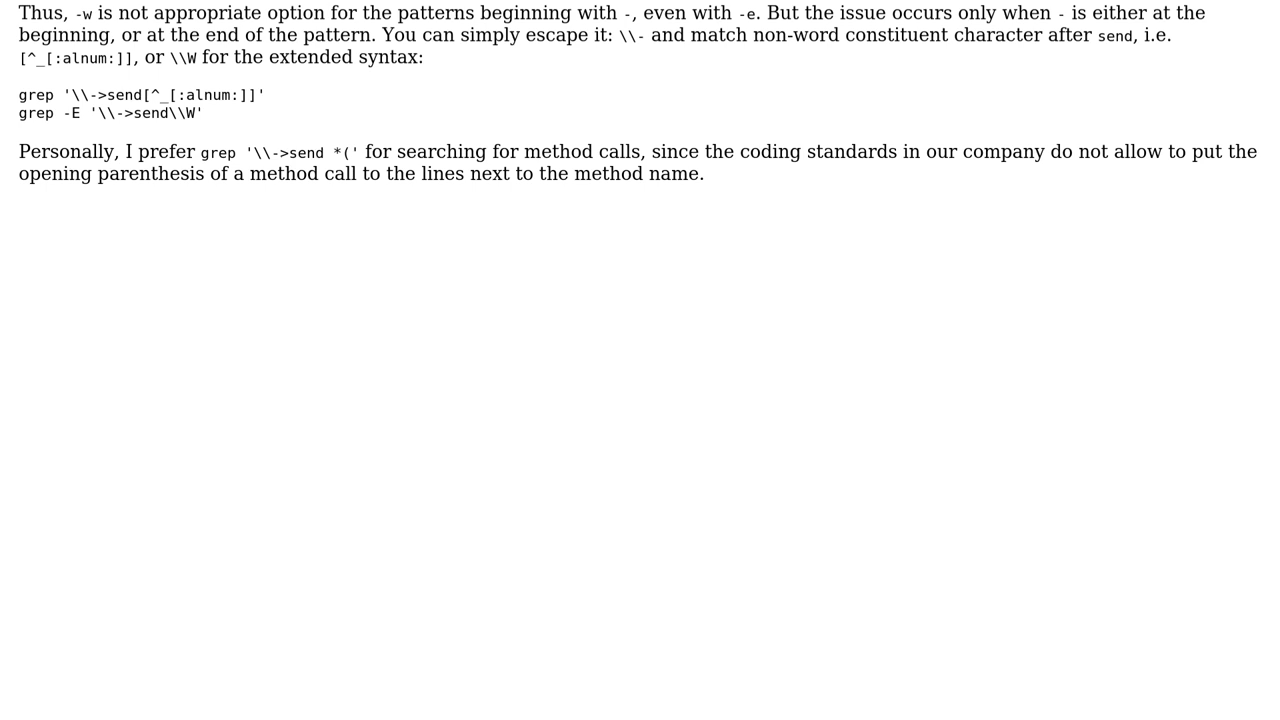 Thus, -w is not appropriate option for the patterns beginning with -, even with -e. But the issue occurs only when - is either at the
beginning, or at the end of the pattern. You can simply escape it: \\- and match non-word constituent character after send, i.e.
[^_[:alnum:]], or \\W for the extended syntax:
grep '\\->send[^_[:alnum:]]'
grep -E '\\->send\\W'
Personally, I prefer grep '\\->send *(' for searching for method calls, since the coding standards in our company do not allow to put the
opening parenthesis of a method call to the lines next to the method name.